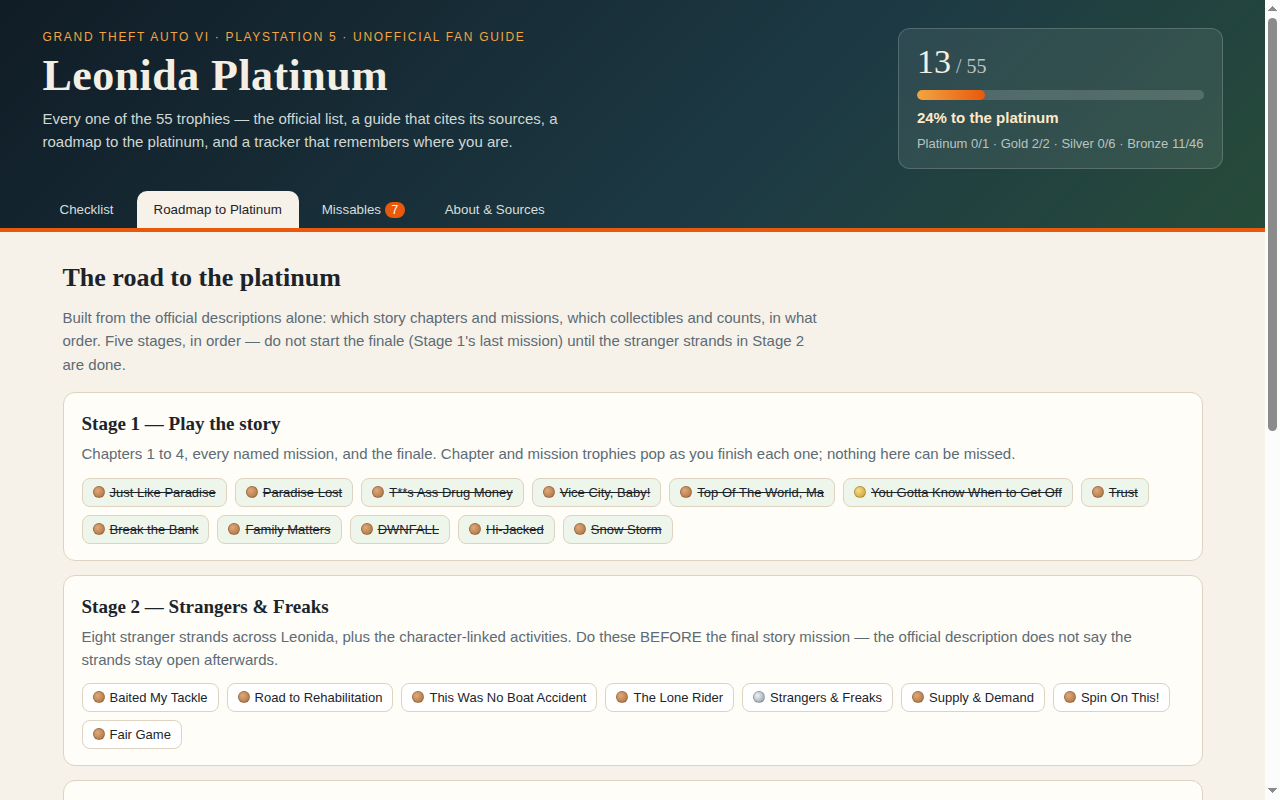 GRAND THEFT AUTO VI · PLAYSTATION 5 · UNOFFICIAL FAN GUIDE
Leonida Platinum
Every one of the 55 trophies — the official list, a guide that cites its sources, a
roadmap to the platinum, and a tracker that remembers where you are.
13 / 55
24% to the platinum
Platinum 0/1 · Gold 2/2 · Silver 0/6 · Bronze 11/46
Checklist
Roadmap to Platinum
Missables 7
About & Sources
The road to the platinum
Built from the official descriptions alone: which story chapters and missions, which collectibles and counts, in what
order. Five stages, in order — do not start the finale (Stage 1's last mission) until the stranger strands in Stage 2
are done.
Stage 1 — Play the story
Chapters 1 to 4, every named mission, and the finale. Chapter and mission trophies pop as you finish each one; nothing here can be missed.
Just Like Paradise
Paradise Lost
T**s Ass Drug Money
Vice City, Baby!
Top Of The World, Ma
You Gotta Know When to Get Off
Trust
Break the Bank
Family Matters
DWNFALL
Hi-Jacked
Snow Storm
Stage 2 — Strangers & Freaks
Eight stranger strands across Leonida, plus the character-linked activities. Do these BEFORE the final story mission — the official description does not say the
strands stay open afterwards.
Baited My Tackle
Road to Rehabilitation
This Was No Boat Accident
The Lone Rider
Strangers & Freaks
Supply & Demand
Spin On This!
Fair Game